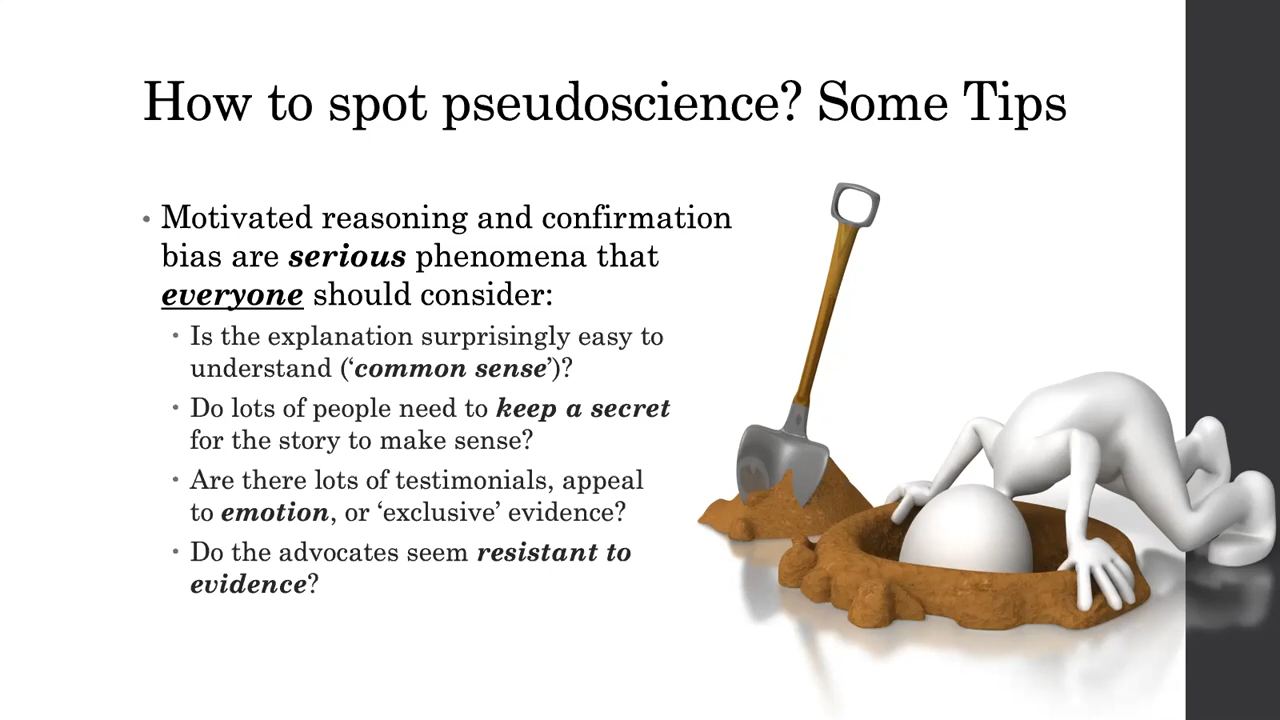 How to spot pseudoscience? Some Tips
• Motivated reasoning and confirmation
bias are serious phenomena that
everyone should consider:
• Is the explanation surprisingly easy to
understand (‘common sense’)?
• Do lots of people need to keep a secret
for the story to make sense?
• Are there lots of testimonials, appeal
to emotion, or ‘exclusive’ evidence?
• Do the advocates seem resistant to
evidence?